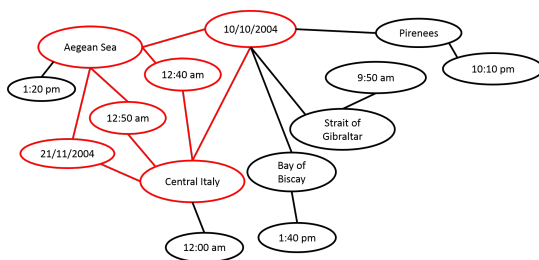 10/10/2004
Pirenees
Aegean Sea
12:40 am
10:10 pm
9:50 am
1:20 pm
12:50 am
Strait of
Gibraltar
21/11/2004
Central Italy
Bay of
Biscay
12:00 am
1:40 pm